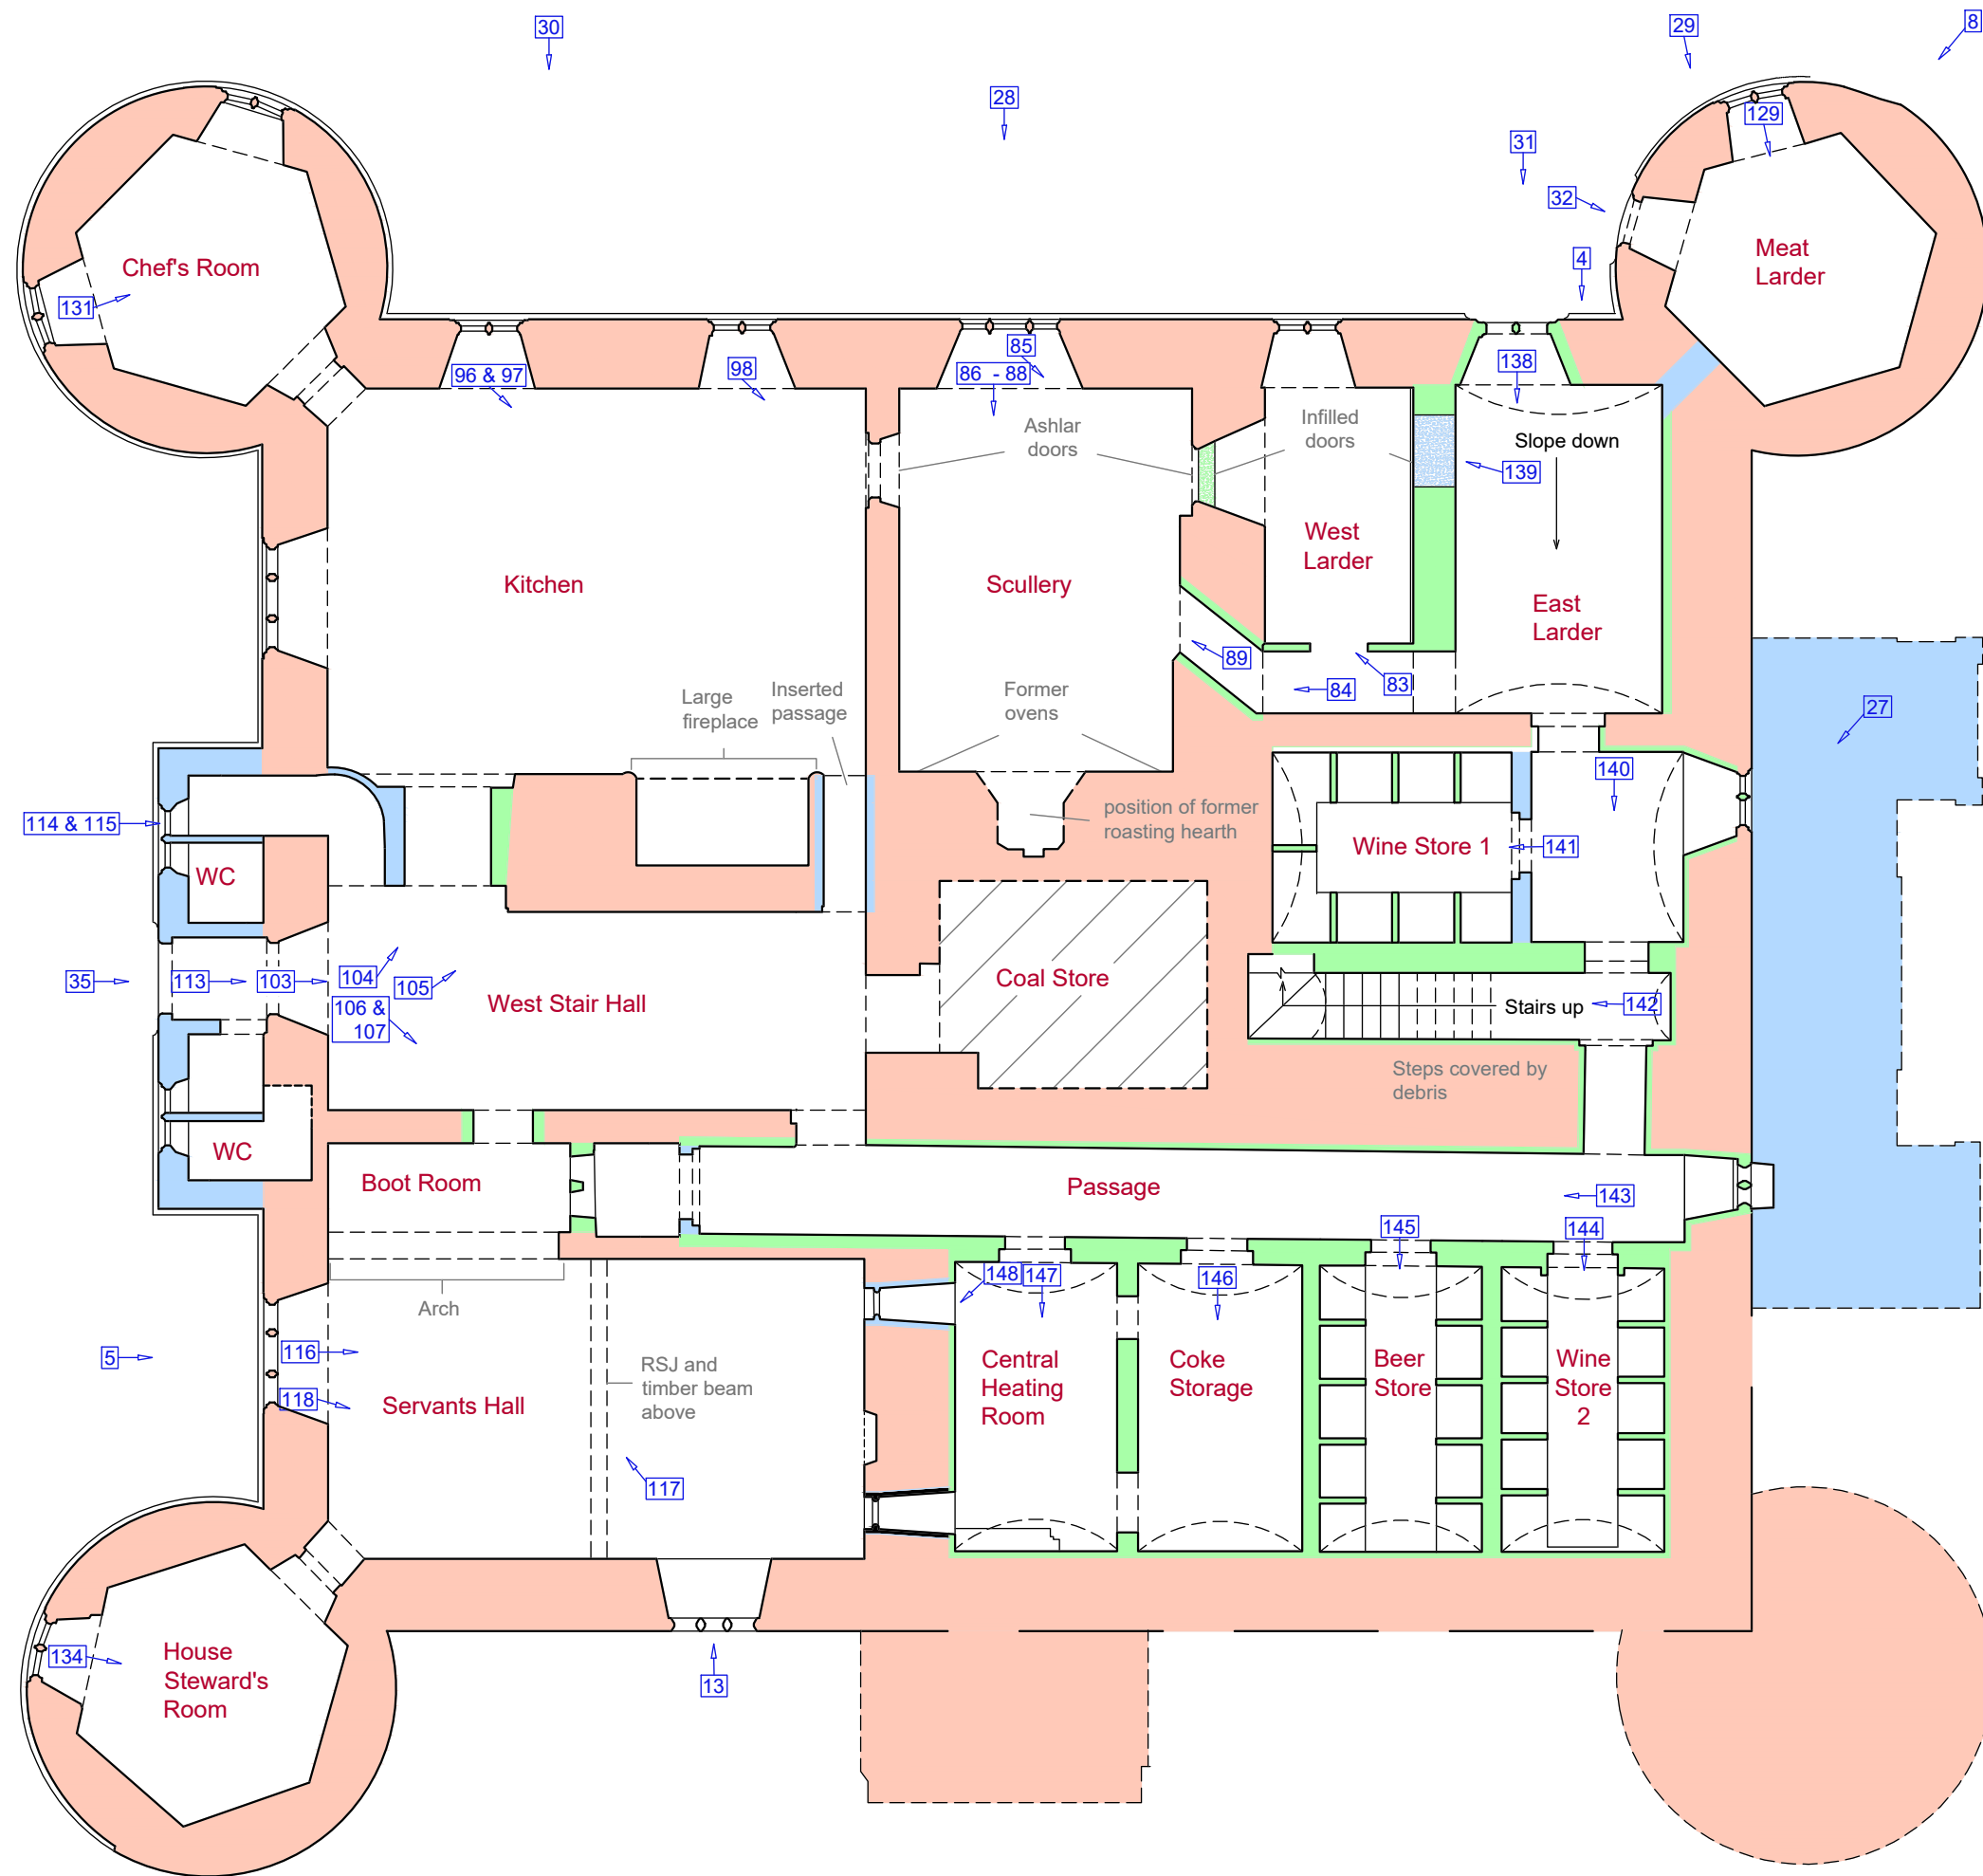 30
29
8
28
129
31
32
4
Chef's Room
Meat
Larder
131
96 & 97
98
85
86 - 88
138
Ashlar
doors
Infilled
doors
Slope down
139
West
Larder
Kitchen
Scullery
East
Larder
89
84
83
Large
fireplace
Inserted
passage
Former
ovens
27
140
position of former
roasting hearth
114 & 115
WC
Wine Store 1
141
35
113
103
104
105
106 &
107
West Stair Hall
Coal Store
Stairs up
142
Steps covered by
debris
WC
Boot Room
Passage
143
145
144
148
147
146
Arch
5
116
118
Servants Hall
RSJ and
timber beam
above
Central
Heating
Room
Coke
Storage
Beer
Store
Wine
Store
2
117
134
House
Steward's
Room
13